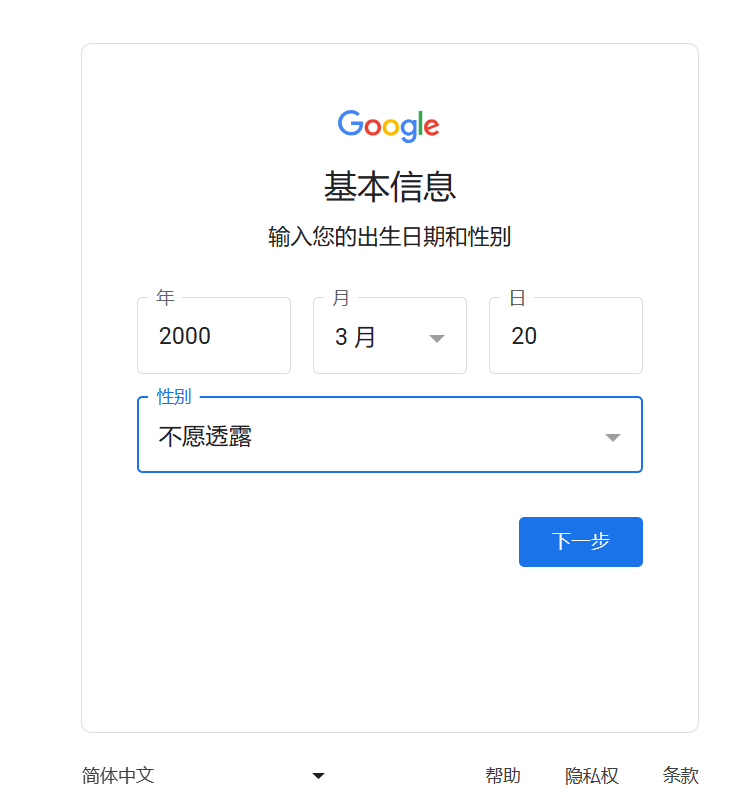 Google
基本信息
输入您的出生日期和性别
年 月 日
2000 3 月 20
性别
不愿透露
下一步
简体中文 帮助 隐私权 条款